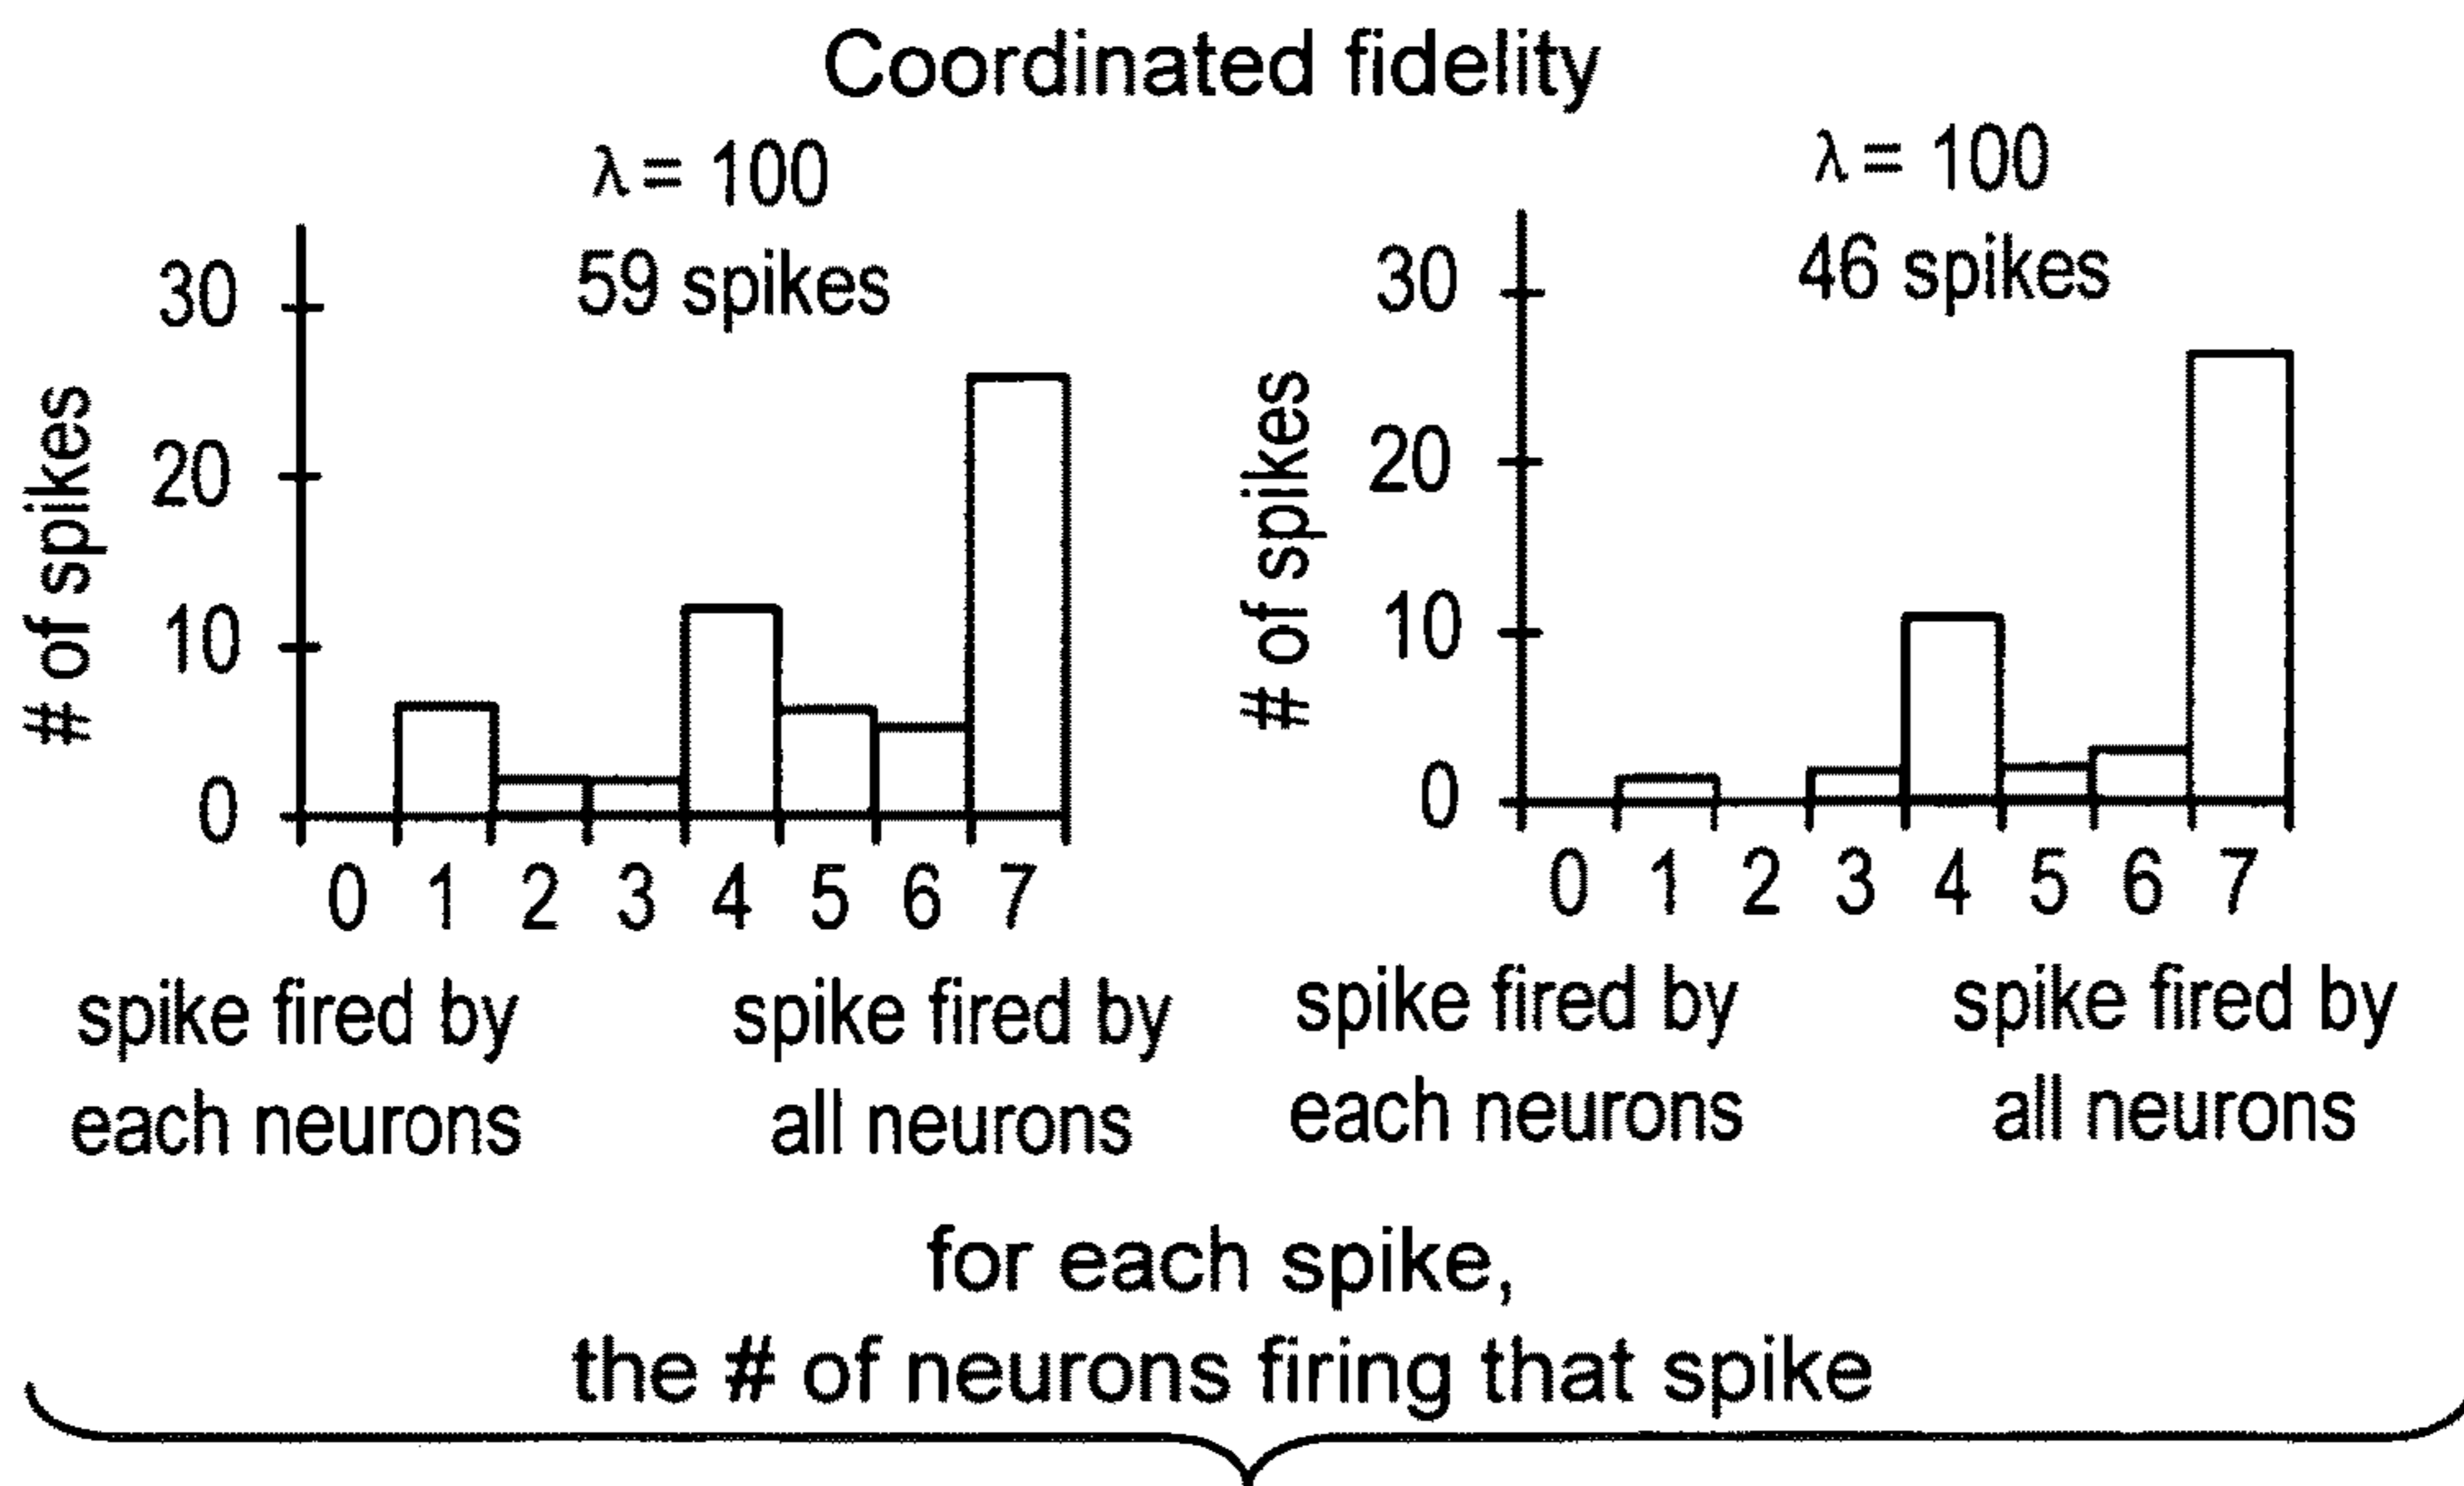 Coordinated fidelity
λ = 100
59 spikes
# of spikes
30
20
10
0
0 1 2 3 4 5 6 7
spike fired by
each neurons
spike fired by
all neurons
λ = 100
46 spikes
# of spikes
30
20
10
0
0 1 2 3 4 5 6 7
spike fired by
each neurons
spike fired by
all neurons
for each spike,
the # of neurons firing that spike